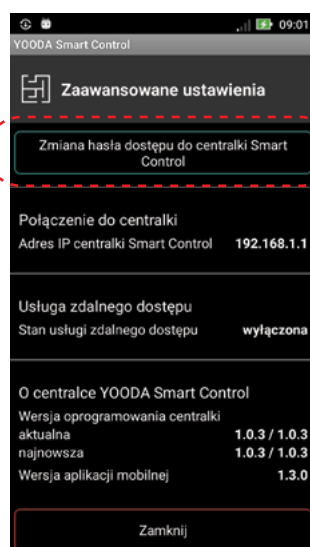 09:01
YOODA Smart Control
Zaawansowane ustawienia
Zmiana hasła dostępu do centralki Smart
Control
Połączenie do centralki
Adres IP centralki Smart Control 192.168.1.1
Usługa zdalnego dostępu
Stan usługi zdalnego dostępu wyłączona
O centralce YOODA Smart Control
Wersja oprogramowania centralki
aktualna 1.0.3 / 1.0.3
najnowsza 1.0.3 / 1.0.3
Wersja aplikacji mobilnej 1.3.0
Zamknij